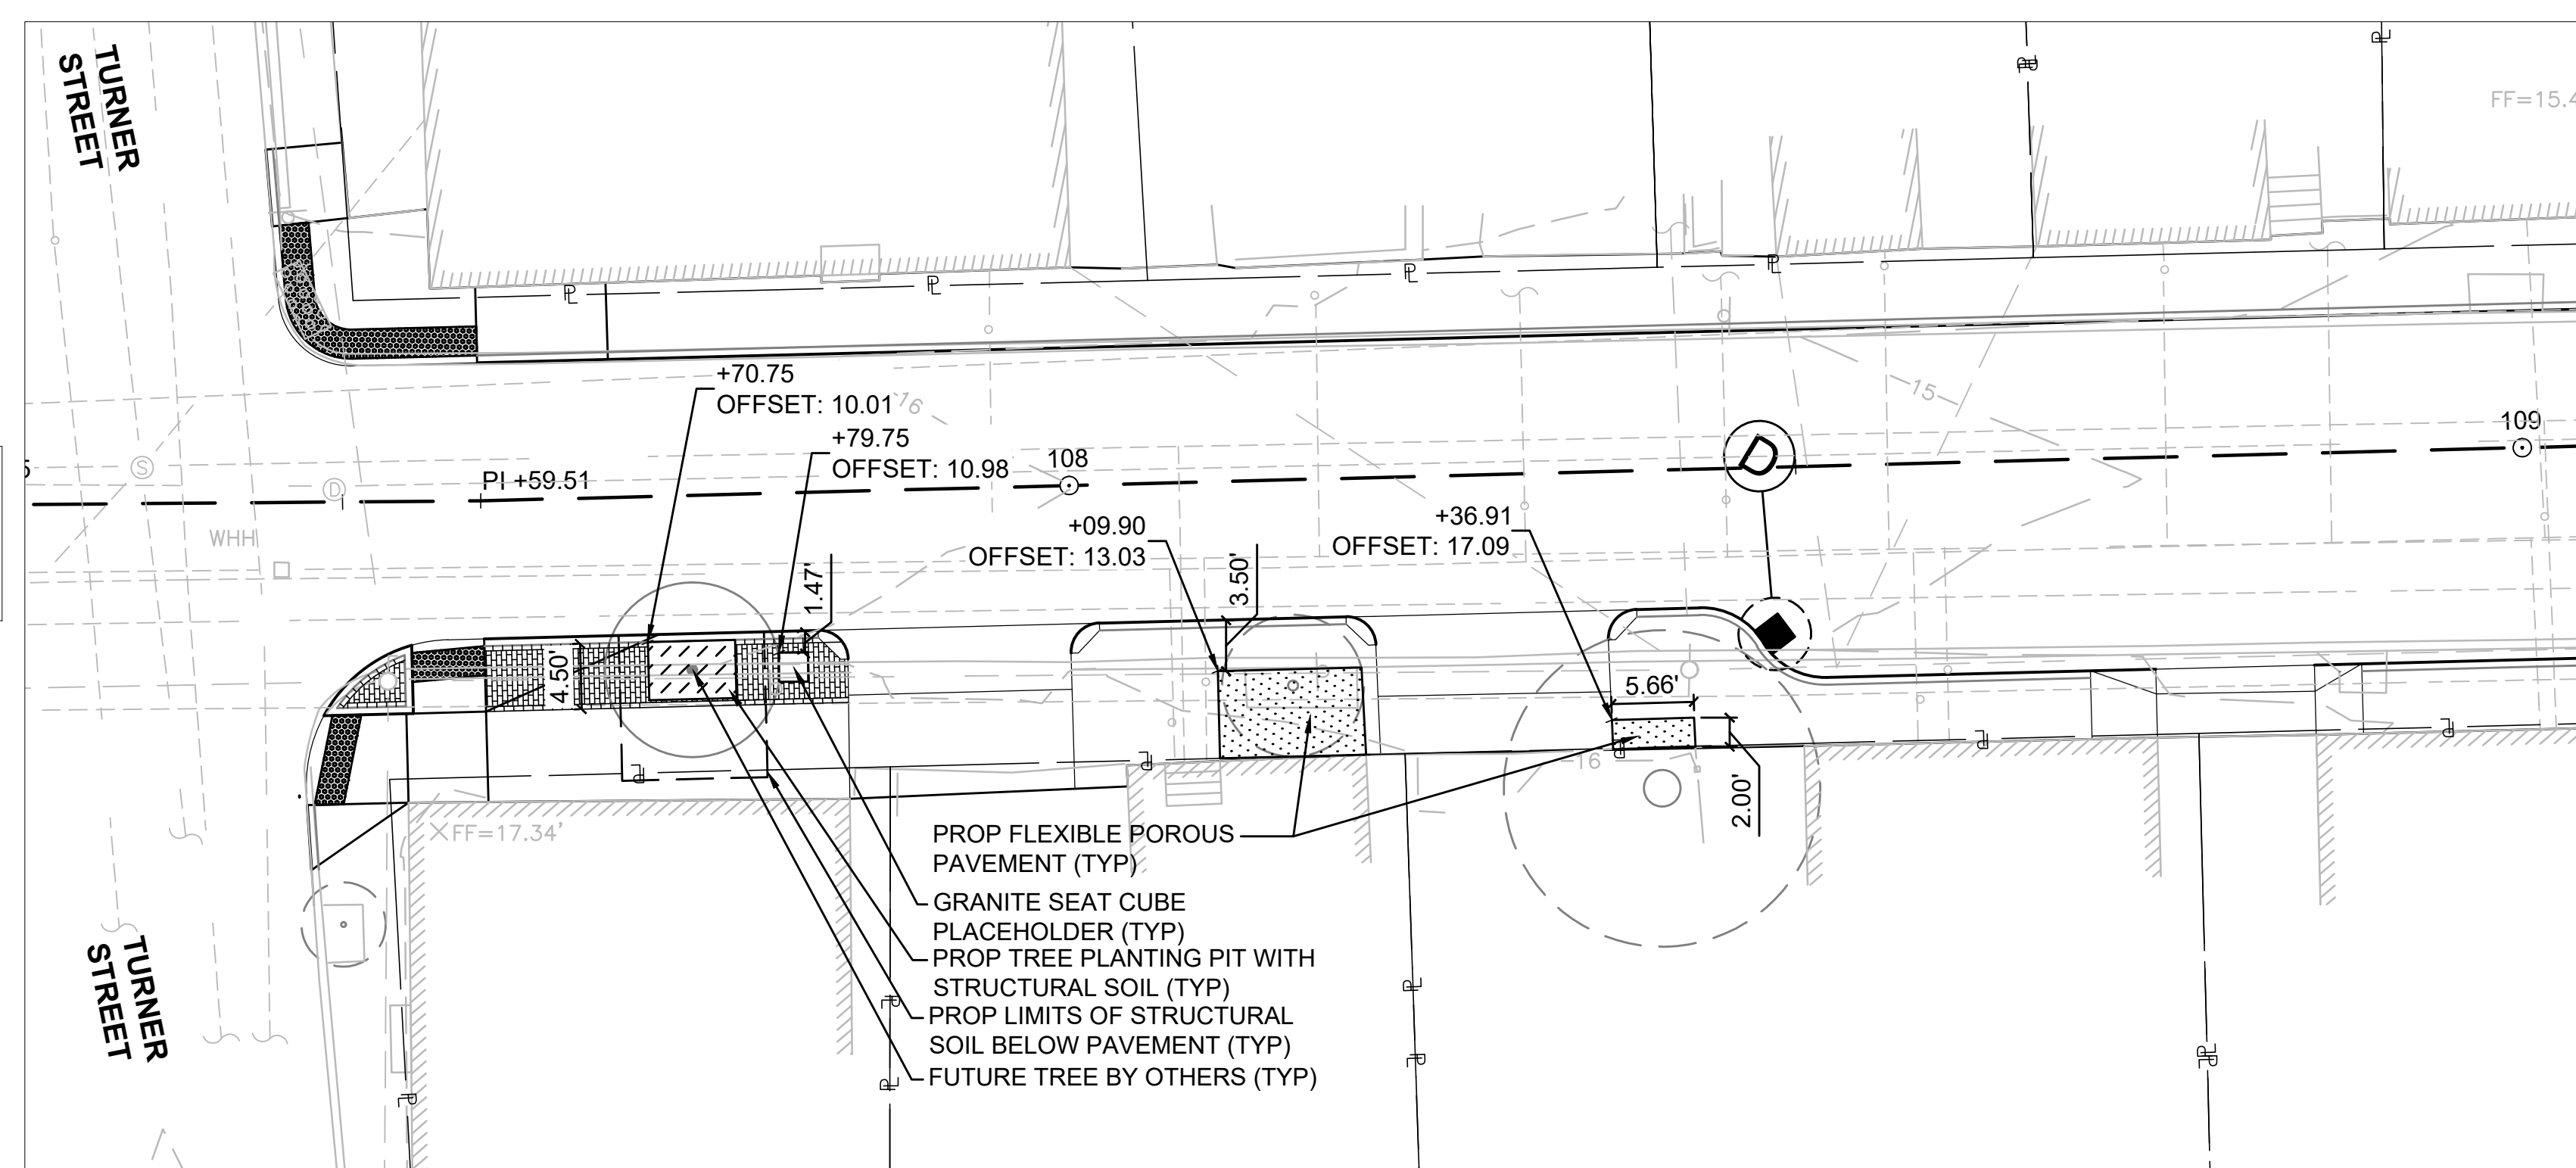 TURNER
STREET
FF=15.4
+70.75
OFFSET: 10.01
16
+79.75
OFFSET: 10.98
108
15
109
PI +59.51
S
D
D
WHH
+09.90
OFFSET: 13.03
+36.91
OFFSET: 17.09
1.47'
3.50'
4.50'
5.66'
2.00'
16
FF=17.34'
PROP FLEXIBLE POROUS
PAVEMENT (TYP)
GRANITE SEAT CUBE
PLACEHOLDER (TYP)
PROP TREE PLANTING PIT WITH
STRUCTURAL SOIL (TYP)
PROP LIMITS OF STRUCTURAL
SOIL BELOW PAVEMENT (TYP)
FUTURE TREE BY OTHERS (TYP)
TURNER
STREET